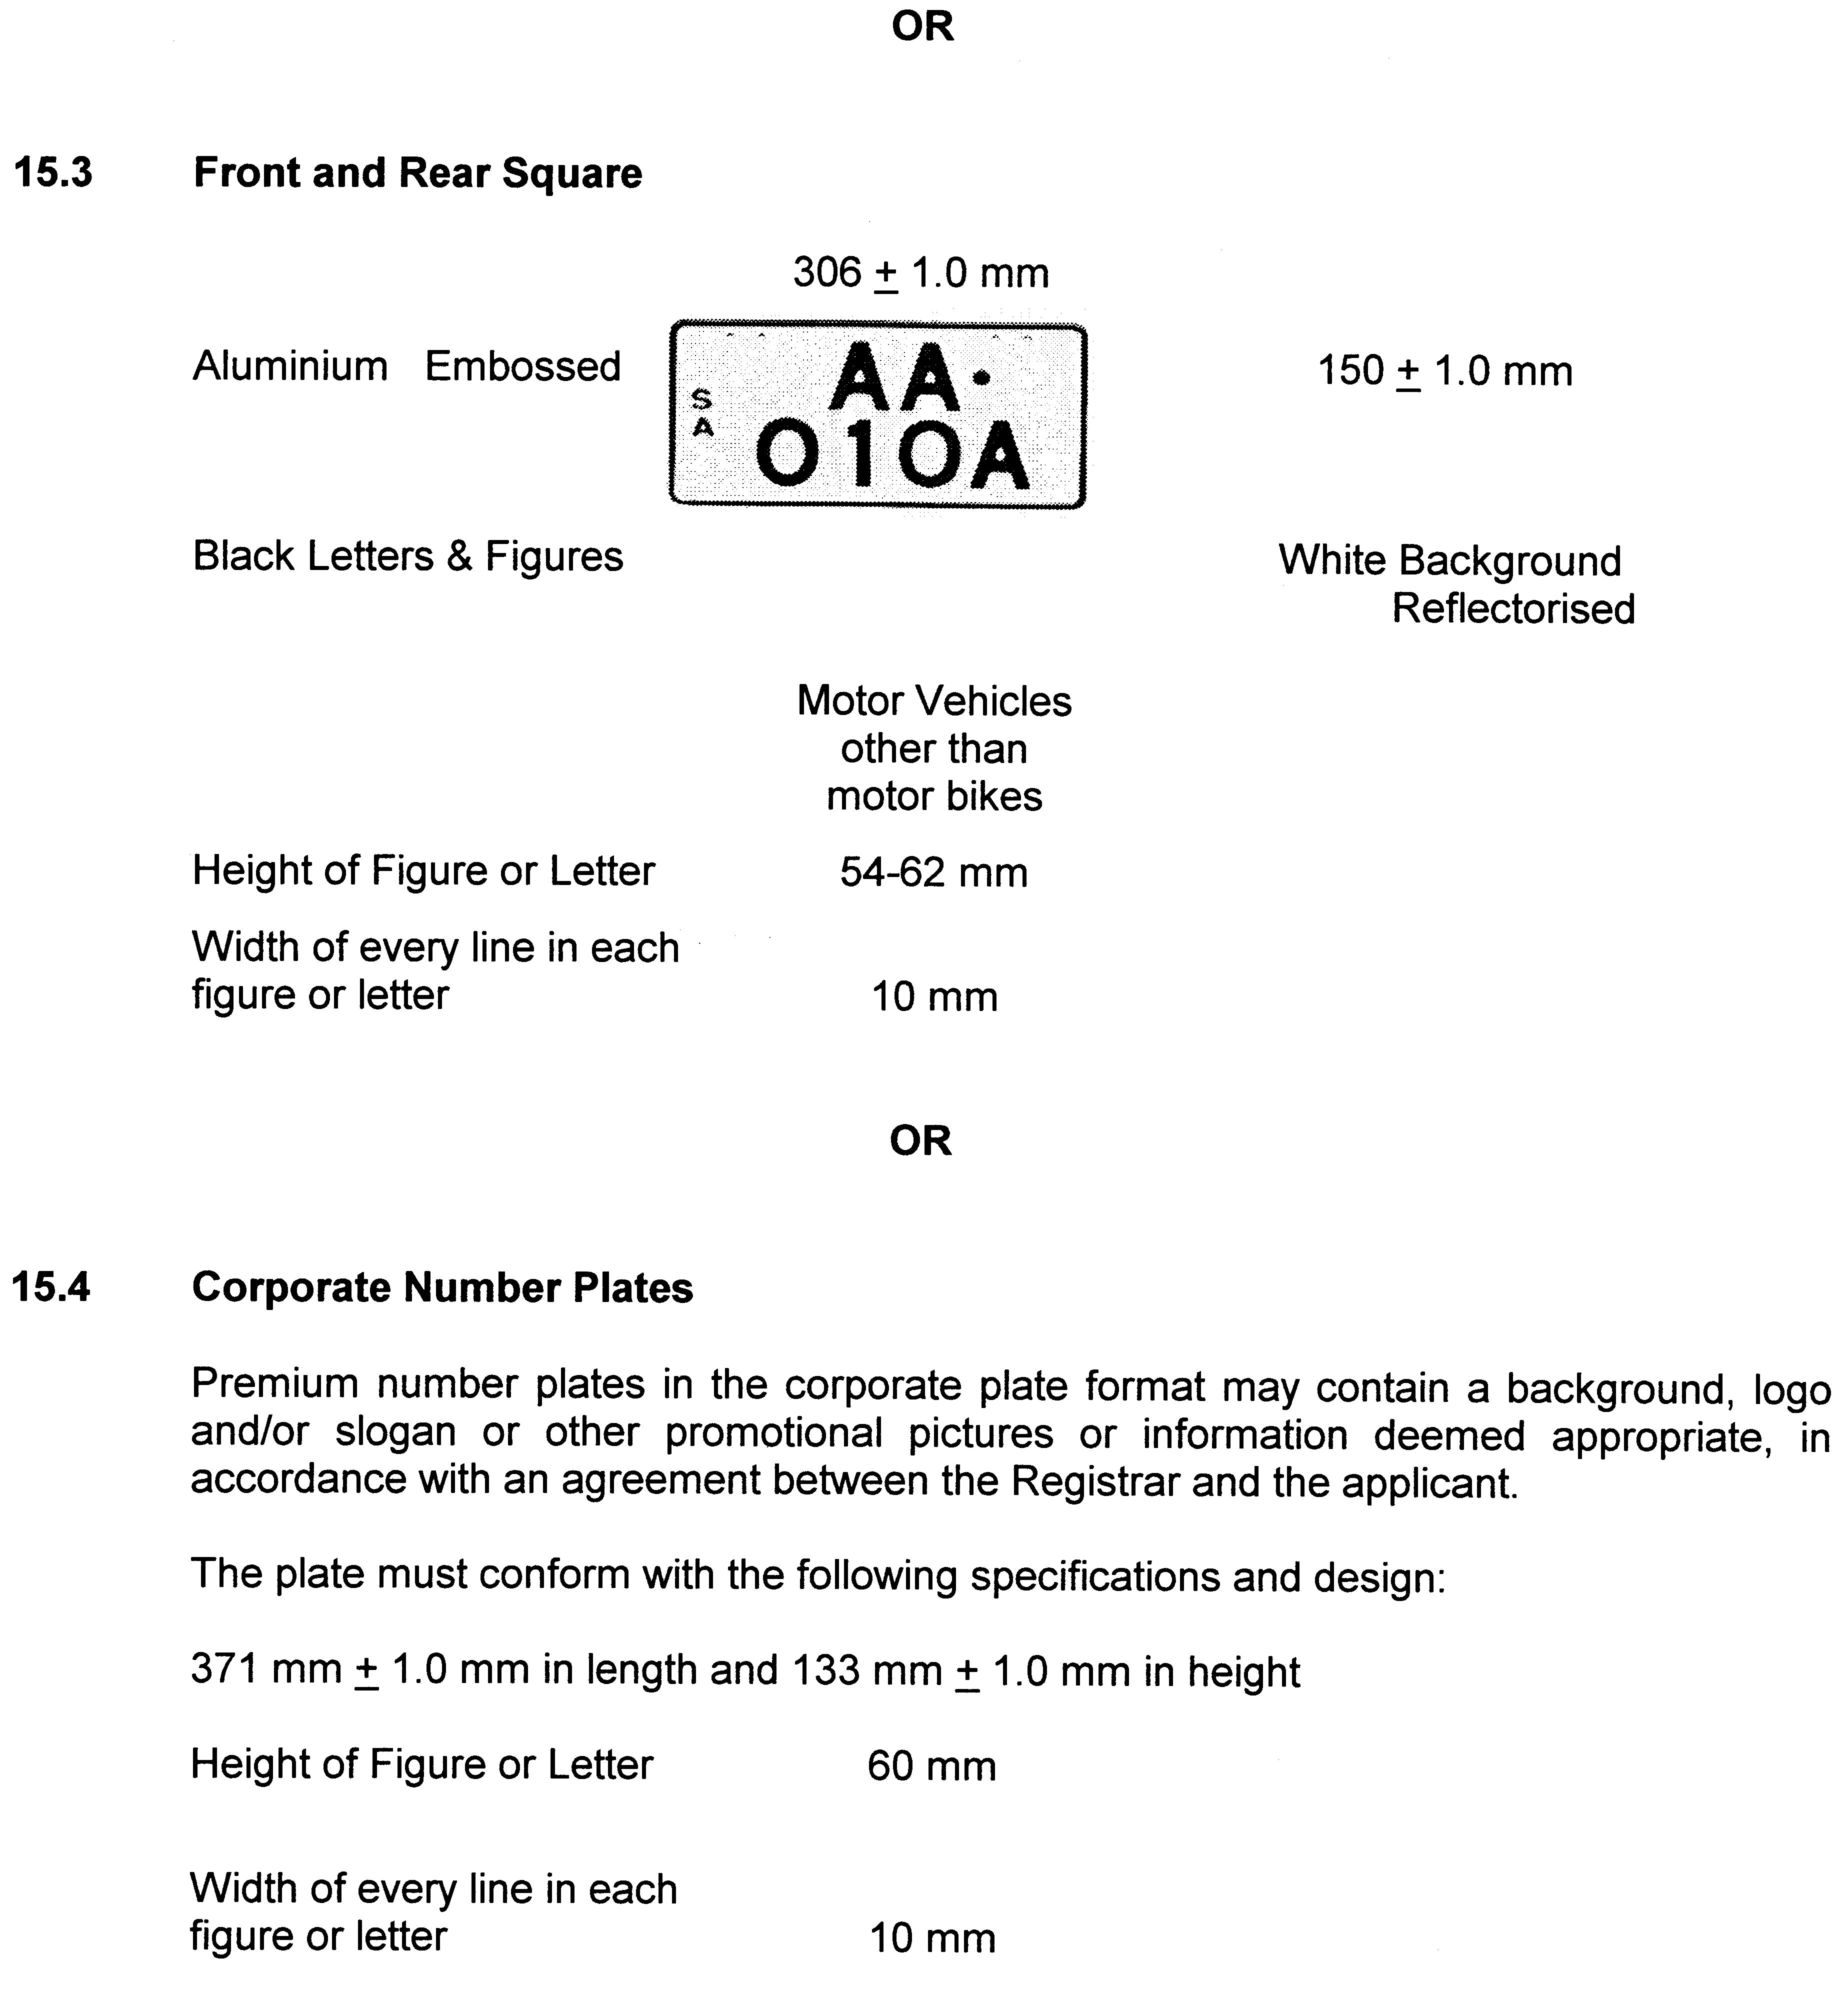 OR
15.3 Front and Rear Square
306 ± 1.0 mm
Aluminium Embossed
S
A
AA·
010A
150 ± 1.0 mm
Black Letters & Figures
White Background
Reflectorised
Motor Vehicles
other than
motor bikes
Height of Figure or Letter 54-62 mm
Width of every line in each
figure or letter 10 mm
OR
15.4 Corporate Number Plates
Premium number plates in the corporate plate format may contain a background, logo
and/or slogan or other promotional pictures or information deemed appropriate, in
accordance with an agreement between the Registrar and the applicant.
The plate must conform with the following specifications and design:
371 mm ± 1.0 mm in length and 133 mm ± 1.0 mm in height
Height of Figure or Letter 60 mm
Width of every line in each
figure or letter 10 mm